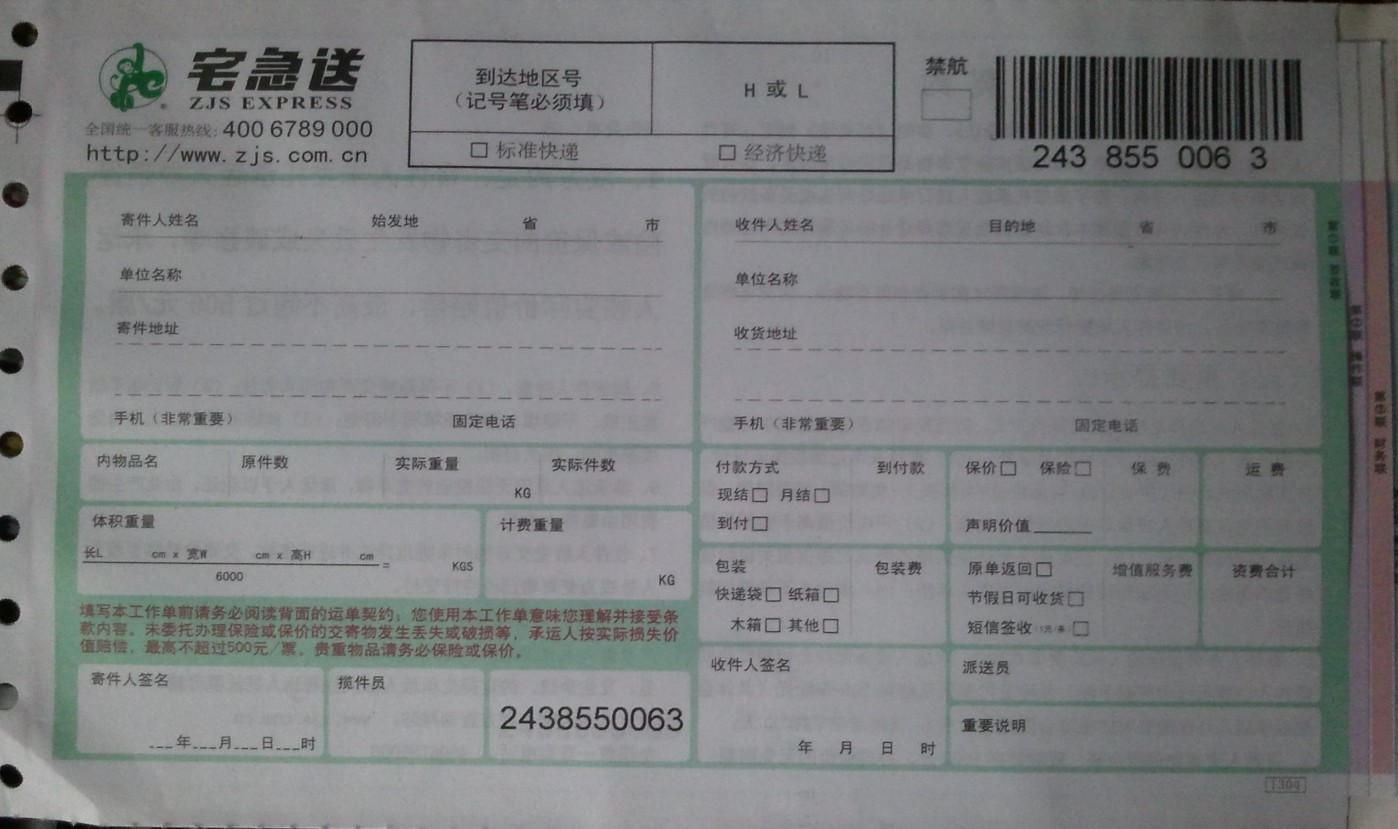 宅急送
ZJS EXPRESS
全国统一客服热线: 400 6789 000
http://www.zjs.com.cn
到达地区号
(记号笔必须填)
H 或 L
□ 标准快递
□ 经济快递
禁航
243 855 006 3
寄件人姓名 始发地 省 市
单位名称
寄件地址
手机(非常重要) 固定电话
收件人姓名 目的地 省 市
单位名称
收货地址
手机(非常重要) 固定电话
内物品名 原件数 实际重量 KG 实际件数
体积重量
长L cm x 宽W cm x 高H cm
6000
= KGS
计费重量
KG
付款方式 到付款
现结□ 月结□
到付□
保价□ 保险□ 保费
声明价值
运费
包装 包装费
快递袋□ 纸箱□
木箱□ 其他□
原单返回□ 增值服务费
节假日可收货□
短信签收(1元/条)□
资费合计
填写本工作单前请务必阅读背面的运单契约; 您使用本工作单意味您理解并接受条
款内容。未委托办理保险或保价的交寄物发生丢失或破损等, 承运人按实际损失价
值赔偿, 最高不超过500元/票。贵重物品请务必保险或保价。
寄件人签名
___年___月___日___时
揽件员
2438550063
收件人签名
年 月 日 时
派送员
重要说明
1304
财务联